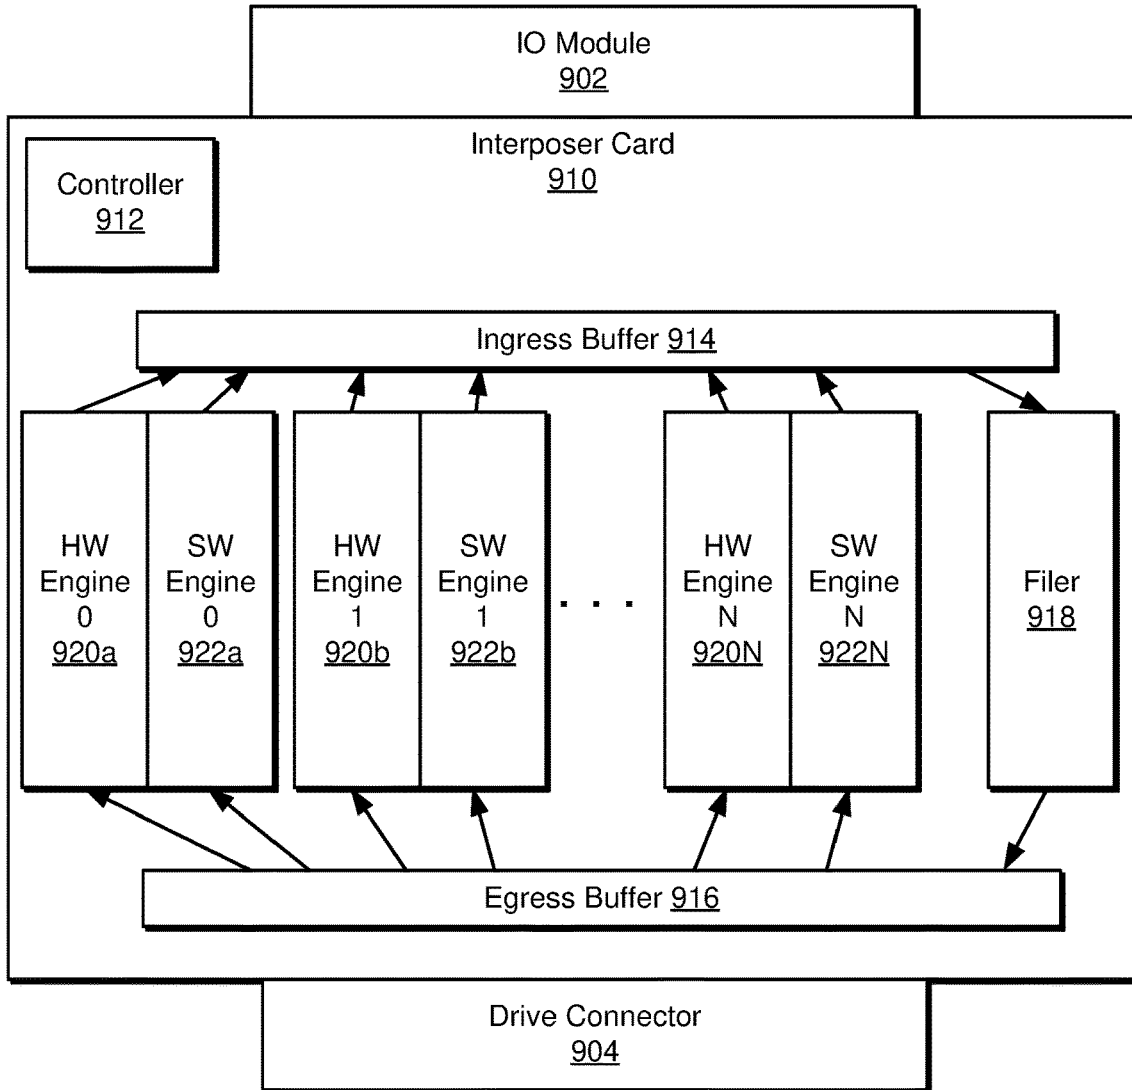 IO Module
902
Interposer Card
910
Controller
912
Ingress Buffer 914
HW
Engine
0
920a
SW
Engine
0
922a
HW
Engine
1
920b
SW
Engine
1
922b
. . .
HW
Engine
N
920N
SW
Engine
N
922N
Filer
918
Egress Buffer 916
Drive Connector
904